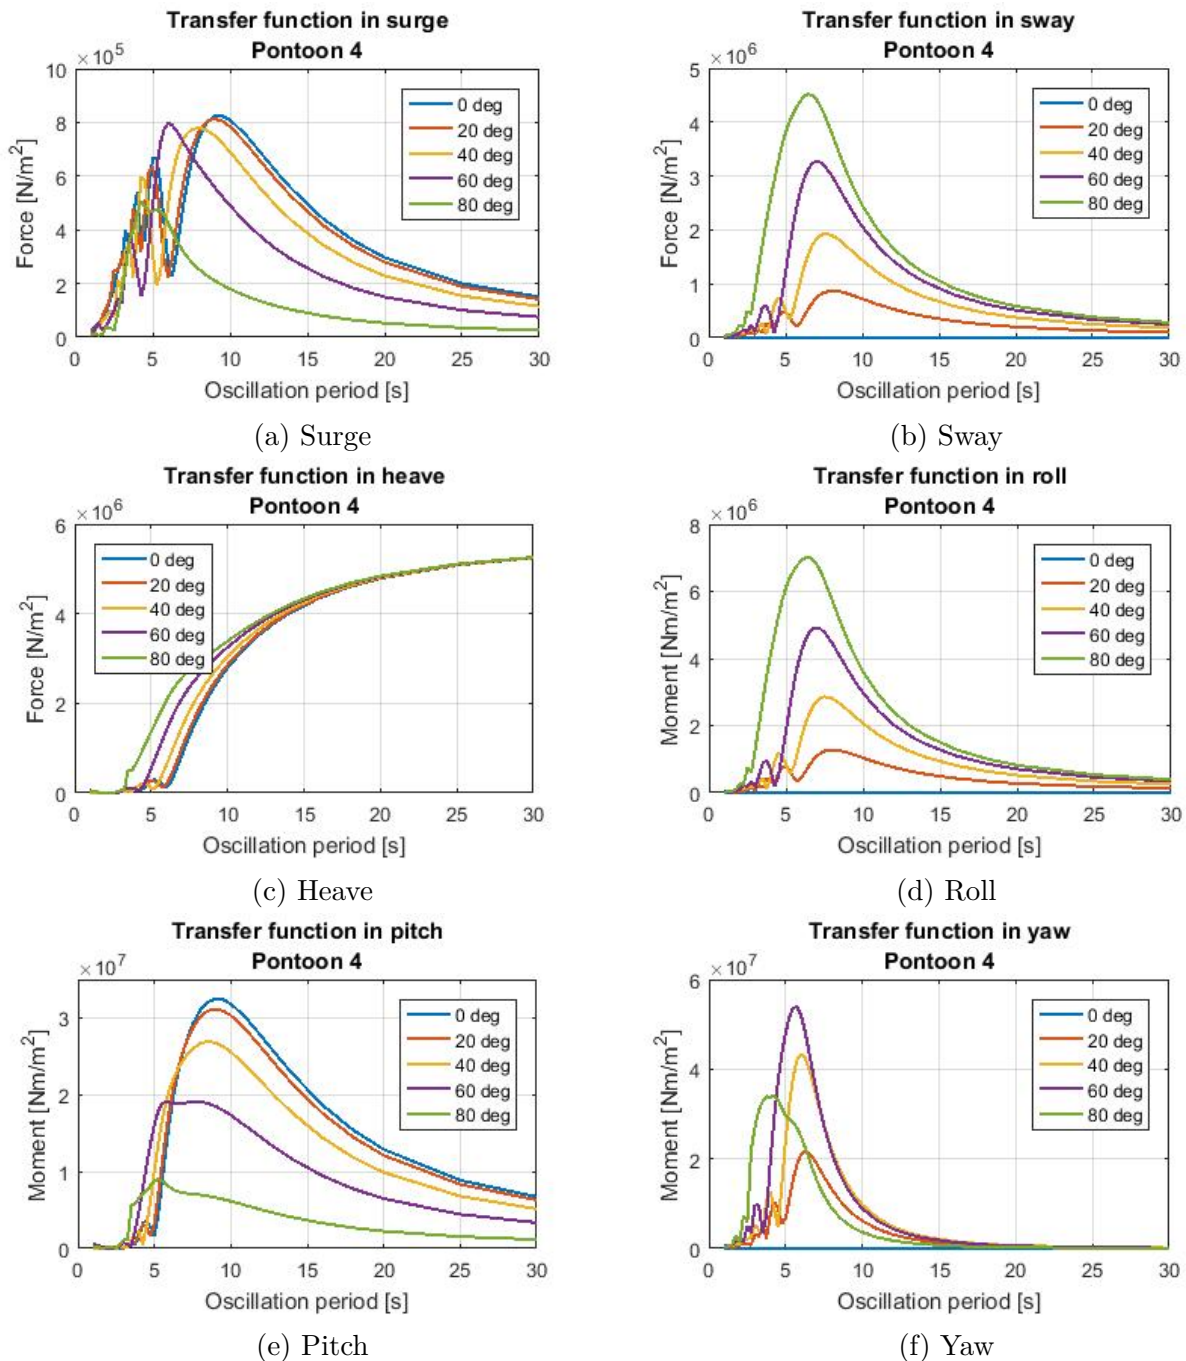 Transfer function in surge
Pontoon 4
×10^5
10
8
6
4
2
0
Force [N/m^2]
0 deg
20 deg
40 deg
60 deg
80 deg
0 5 10 15 20 25 30
Oscillation period [s]
(a) Surge
Transfer function in sway
Pontoon 4
×10^6
5
4
3
2
1
0
Force [N/m^2]
0 deg
20 deg
40 deg
60 deg
80 deg
0 5 10 15 20 25 30
Oscillation period [s]
(b) Sway
Transfer function in heave
Pontoon 4
×10^6
6
4
2
0
Force [N/m^2]
0 deg
20 deg
40 deg
60 deg
80 deg
0 5 10 15 20 25 30
Oscillation period [s]
(c) Heave
Transfer function in roll
Pontoon 4
×10^6
8
6
4
2
0
Moment [Nm/m^2]
0 deg
20 deg
40 deg
60 deg
80 deg
0 5 10 15 20 25 30
Oscillation period [s]
(d) Roll
Transfer function in pitch
Pontoon 4
×10^7
3
2
1
0
Moment [Nm/m^2]
0 deg
20 deg
40 deg
60 deg
80 deg
0 5 10 15 20 25 30
Oscillation period [s]
(e) Pitch
Transfer function in yaw
Pontoon 4
×10^7
6
4
2
0
Moment [Nm/m^2]
0 deg
20 deg
40 deg
60 deg
80 deg
0 5 10 15 20 25 30
Oscillation period [s]
(f) Yaw